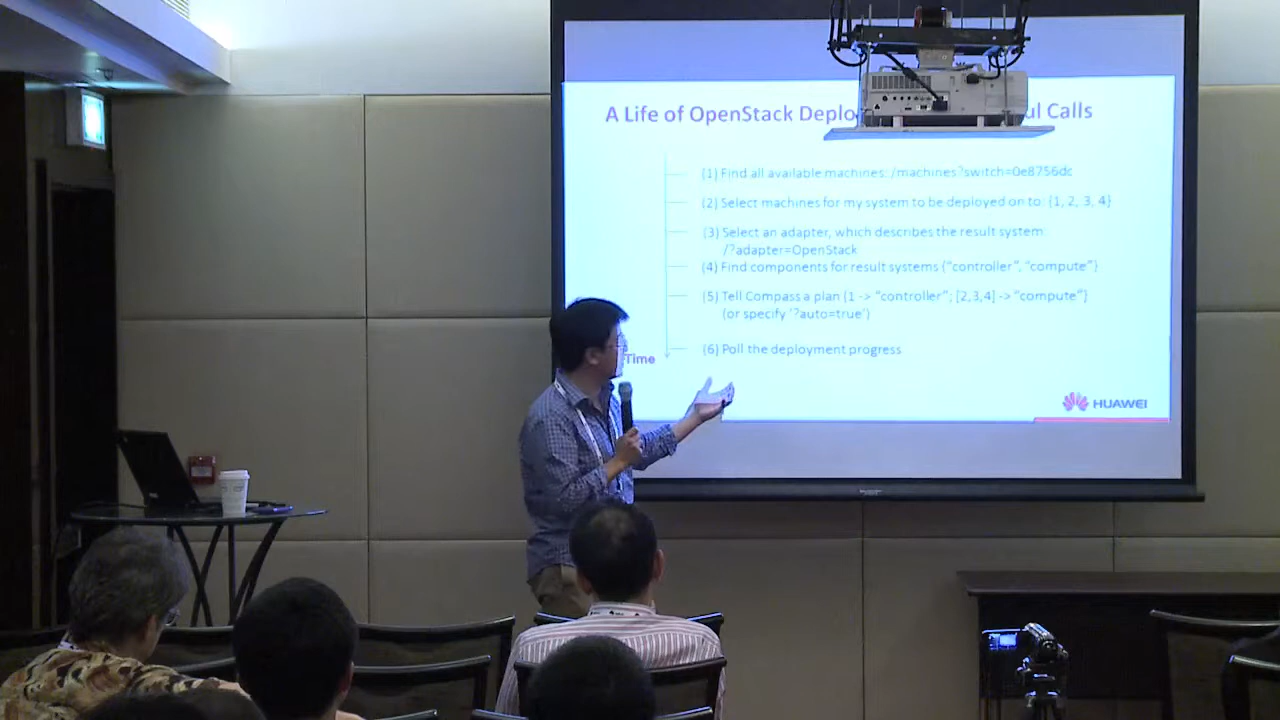 A Life of OpenStack Deplo ul Calls
(1) Find all available machines: /machines?switch=0e8756dc
(2) Select machines for my system to be deployed on to: {1, 2, 3, 4}
(3) Select an adapter, which describes the result system:
/?adapter=OpenStack
(4) Find components for result systems {"controller", "compute"}
(5) Tell Compass a plan {1 -> "controller"; [2,3,4] -> "compute"}
(or specify '?auto=true')
(6) Poll the deployment progress
Time
HUAWEI